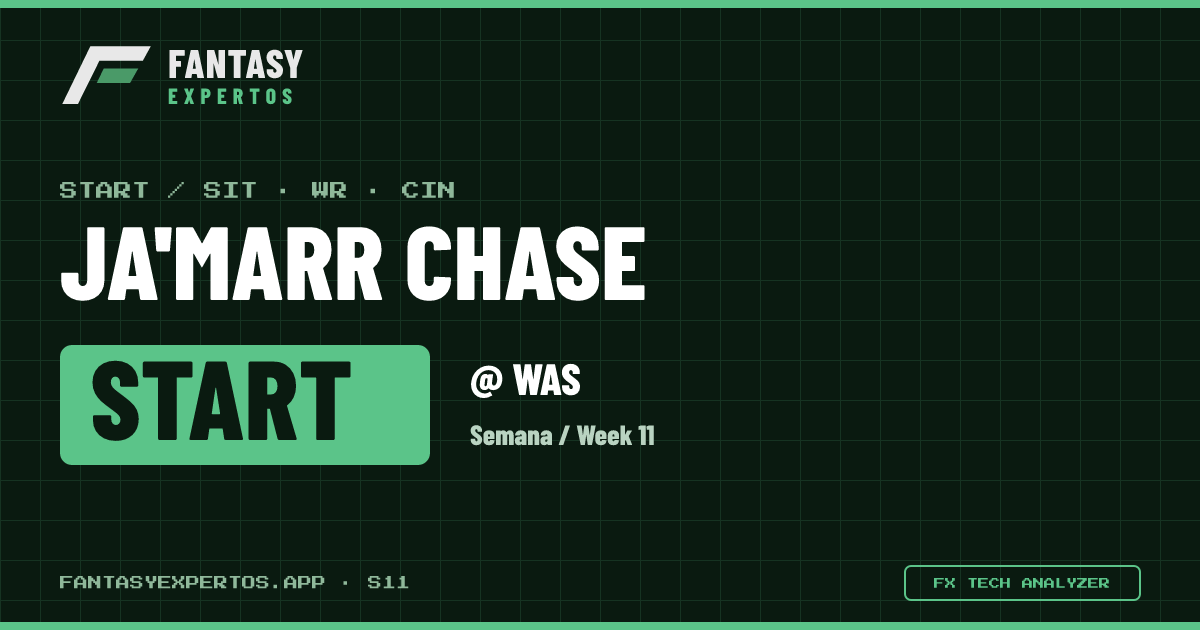 FANTASY
EXPERTOS
START / SIT · WR · CIN
JA'MARR CHASE
START
@ WAS
Semana / Week 11
FANTASYEXPERTOS.APP · S11
FX TECH ANALYZER